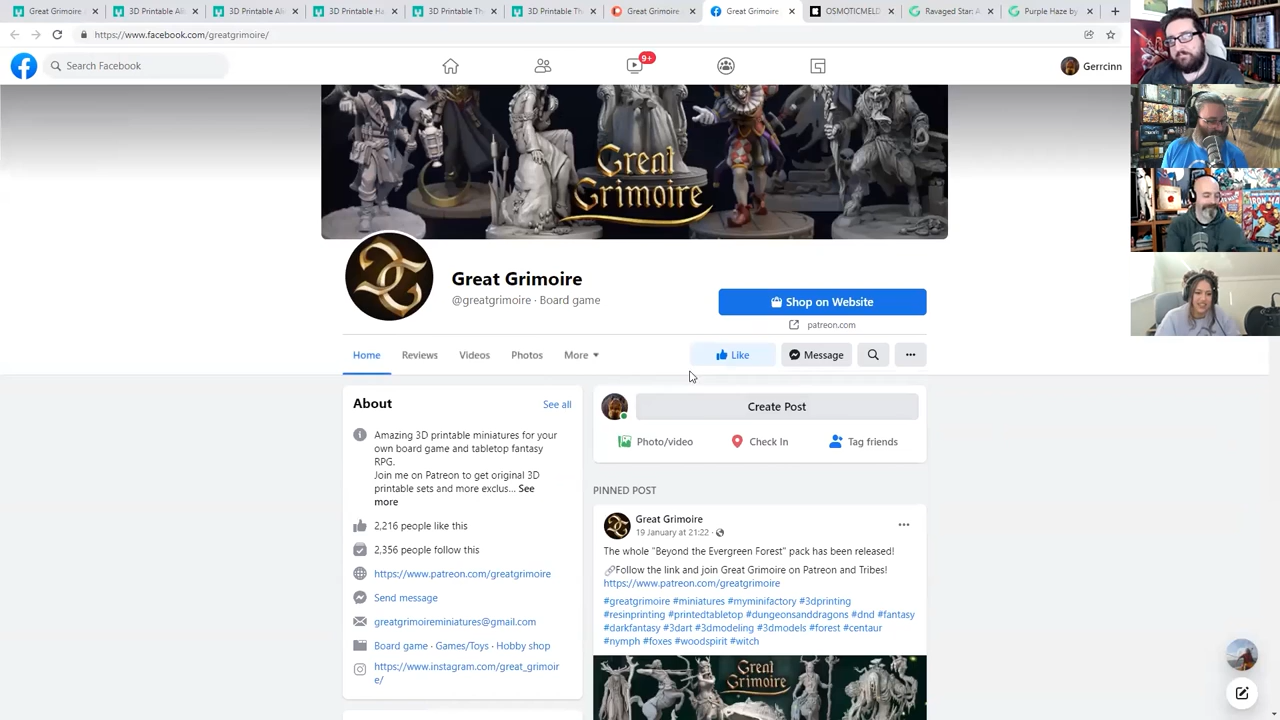 Great Grimoire
3D Printable Ali
3D Printable Ali
3D Printable Ha
3D Printable Th
3D Printable Th
Great Grimoire
Great Grimoire
OSMOTICMELD
Ravaged Star: A
Purple Haze by
https://www.facebook.com/greatgrimoire/
Search Facebook
9+
Gerrcinn
Great
Grimoire
IRON MAN
Great Grimoire
@greatgrimoire · Board game
Shop on Website
patreon.com
Home
Reviews
Videos
Photos
More
Like
Message
About
See all
Amazing 3D printable miniatures for your
own board game and tabletop fantasy
RPG.
Join me on Patreon to get original 3D
printable sets and more exclus... See
more
2,216 people like this
2,356 people follow this
https://www.patreon.com/greatgrimoire
Send message
greatgrimoireminiatures@gmail.com
Board game · Games/Toys · Hobby shop
https://www.instagram.com/great_grimoir
e/
Create Post
Photo/video
Check In
Tag friends
PINNED POST
Great Grimoire
19 January at 21:22 ·
The whole "Beyond the Evergreen Forest" pack has been released!
🔗Follow the link and join Great Grimoire on Patreon and Tribes!
https://www.patreon.com/greatgrimoire
#greatgrimoire #miniatures #myminifactory #3dprinting
#resinprinting #printedtabletop #dungeonsanddragons #dnd #fantasy
#darkfantasy #3dart #3dmodeling #3dmodels #forest #centaur
#nymph #foxes #woodspirit #witch
Great
Grimoire